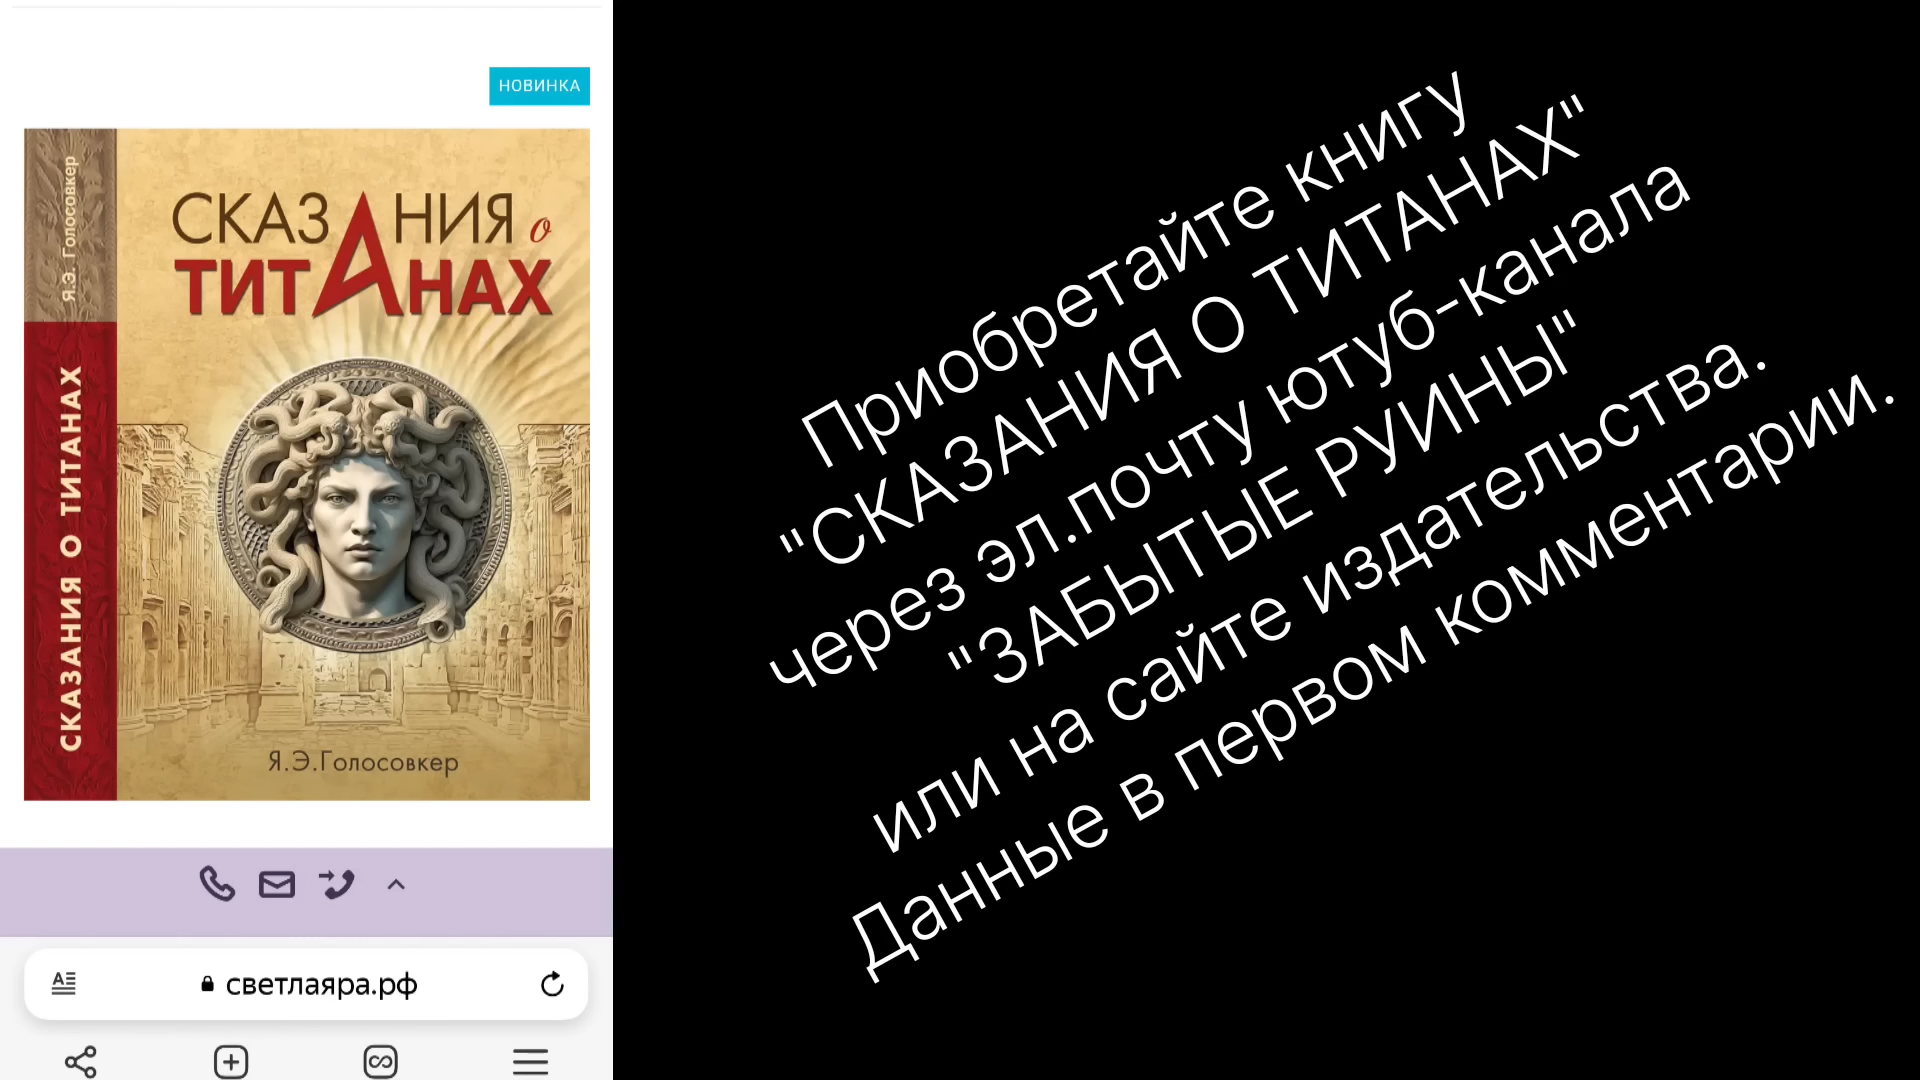 НОВИНКА
Я.Э. Голосовкер
СКАЗАНИЯ О ТИТАНАХ
СКАЗАНИЯ о
ТИТАНАХ
Я.Э.Голосовкер
светлаяра.рф
Приобретайте книгу
"СКАЗАНИЯ О ТИТАНАХ"
через эл.почту ютуб-канала
"ЗАБЫТЫЕ РУИНЫ"
или на сайте издательства.
Данные в первом комментарии.